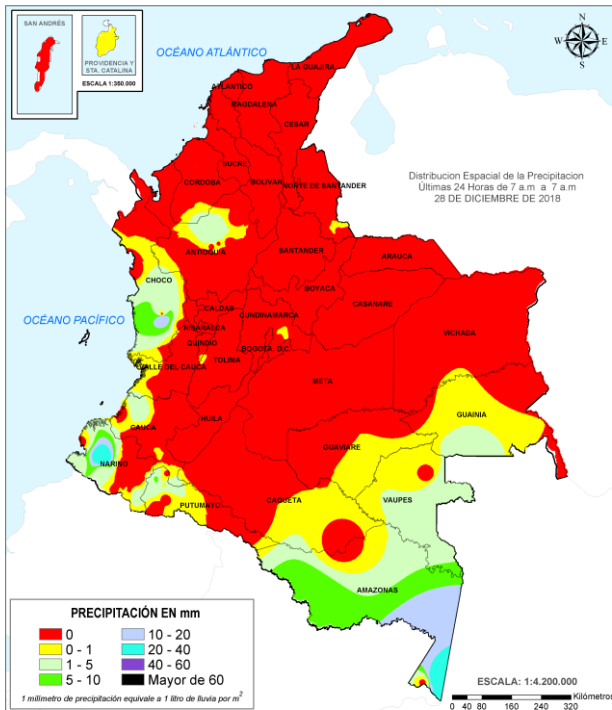 SAN ANDRÉS
PROVIDENCIA Y
STA. CATALINA
ESCALA 1:350.000
OCÉANO ATLÁNTICO
N
W E
S
LA GUAJIRA
ATLANTICO
MAGDALENA
CESAR
SUCRE
CORDOBA
BOLIVAR
NORTE DE SANTANDER
Distribucion Espacial de la Precipitacion
Últimas 24 Horas de 7 a.m a 7 a.m
28 DE DICIEMBRE DE 2018
ANTIOQUIA
SANTANDER
ARAUCA
CHOCO
BOYACA
CASANARE
OCÉANO PACÍFICO
CALDAS
CUNDINAMARCA
RISARALDA
VICHADA
QUINDIO
BOGOTA, D.C.
VALLE DEL CAUCA
TOLIMA
META
GUAINIA
HUILA
CAUCA
GUAVIARE
NARIÑO
CAQUETA
VAUPES
PUTUMAYO
AMAZONAS
PRECIPITACIÓN EN mm
0
0 - 1
1 - 5
5 - 10
10 - 20
20 - 40
40 - 60
Mayor de 60
1 milímetro de precipitación equivale a 1 litro de lluvia por m²
ESCALA: 1:4.200.000
0 40 80 160 240 320 Kilómetros